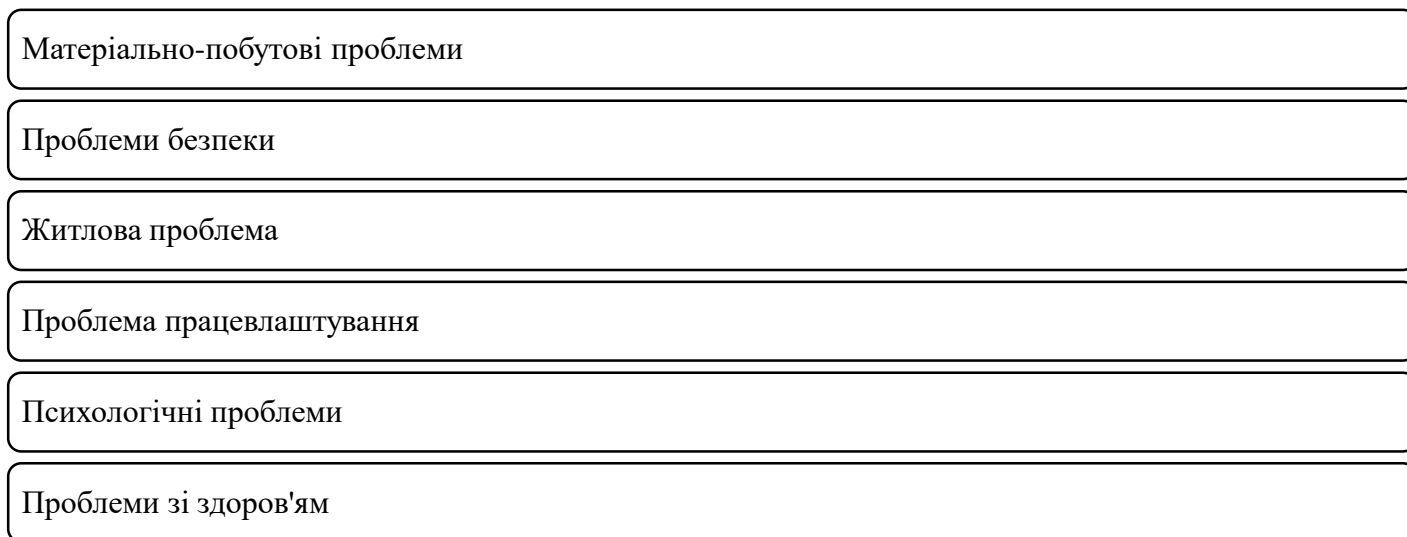 Матеріально-побутові проблеми
Проблеми безпеки
Житлова проблема
Проблема працевлаштування
Психологічні проблеми
Проблеми зі здоров'ям